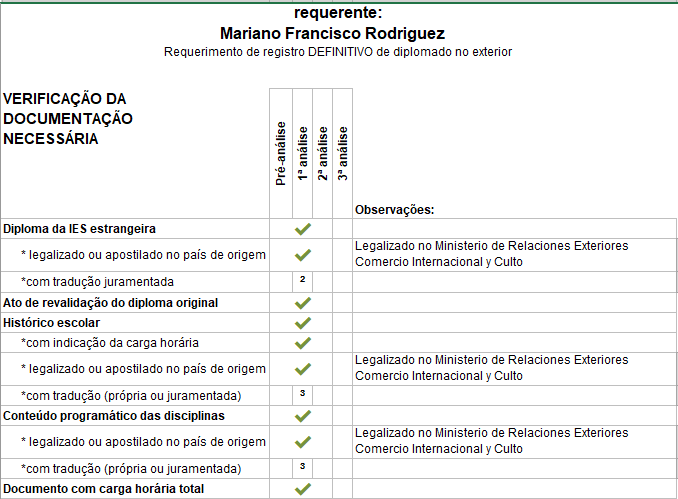 requerente:
Mariano Francisco Rodriguez
Requerimento de registro DEFINITIVO de diplomado no exterior
VERIFICAÇÃO DA
DOCUMENTAÇÃO
NECESSÁRIA
Pré-análise
1ª análise
2ª análise
3ª análise
Observações:
Diploma da IES estrangeira
* legalizado ou apostilado no país de origem
Legalizado no Ministerio de Relaciones Exteriores
Comercio Internacional y Culto
*com tradução juramentada 2
Ato de revalidação do diploma original
Histórico escolar
*com indicação da carga horária
* legalizado ou apostilado no país de origem
Legalizado no Ministerio de Relaciones Exteriores
Comercio Internacional y Culto
*com tradução (própria ou juramentada) 3
Conteúdo programático das disciplinas
* legalizado ou apostilado no país de origem
Legalizado no Ministerio de Relaciones Exteriores
Comercio Internacional y Culto
*com tradução (própria ou juramentada) 3
Documento com carga horária total